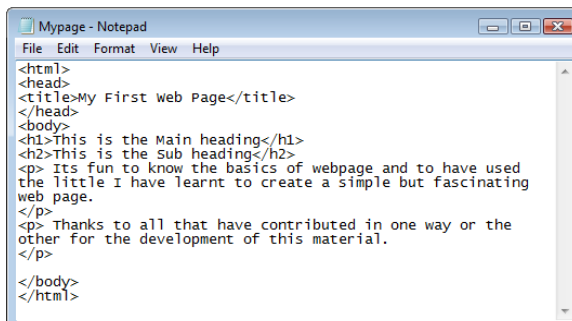 Mypage - Notepad
File Edit Format View Help
<html>
<head>
<title>My First Web Page</title>
</head>
<body>
<h1>This is the Main heading</h1>
<h2>This is the Sub heading</h2>
<p> Its fun to know the basics of webpage and to have used
the little I have learnt to create a simple but fascinating
web page.
</p>
<p> Thanks to all that have contributed in one way or the
other for the development of this material.
</p>
</body>
</html>